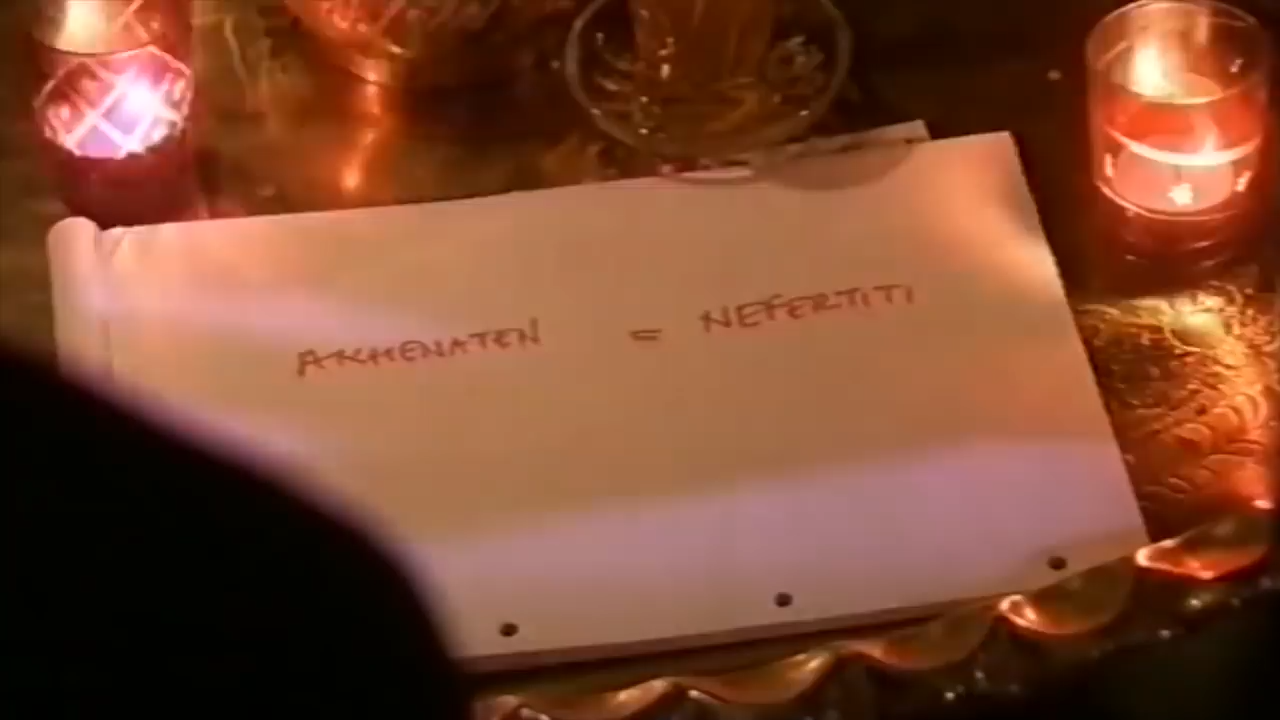 AKHENATEN = NEFERTITI